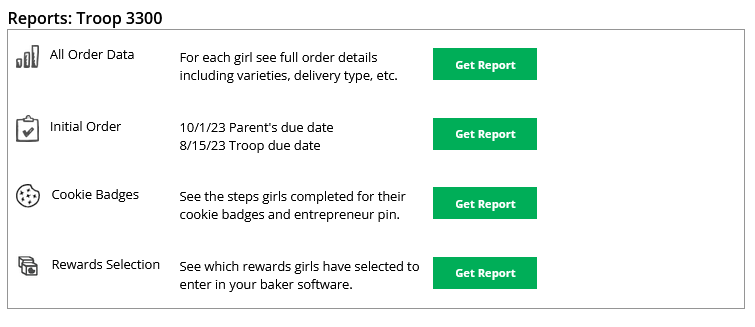 Reports: Troop 3300
All Order Data
For each girl see full order details
including varieties, delivery type, etc.
Get Report
Initial Order
10/1/23 Parent's due date
8/15/23 Troop due date
Get Report
Cookie Badges
See the steps girls completed for their
cookie badges and entrepreneur pin.
Get Report
Rewards Selection
See which rewards girls have selected to
enter in your baker software.
Get Report